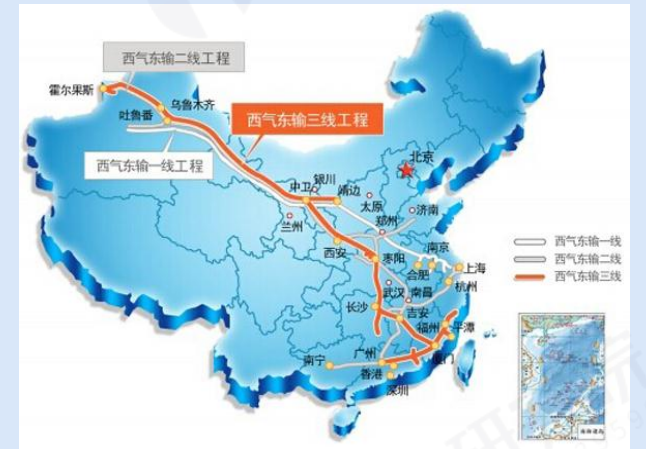 西气东输二线工程
霍尔果斯
乌鲁木齐
吐鲁番
西气东输三线工程
西气东输一线工程
北京
银川
中卫
靖边
太原
济南
兰州
郑州
西安
枣阳
南京
合肥
上海
杭州
武汉
南昌
长沙
吉安
福州
平潭
广州
厦门
南宁
香港
深圳
西气东输一线
西气东输二线
西气东输三线
南海诸岛